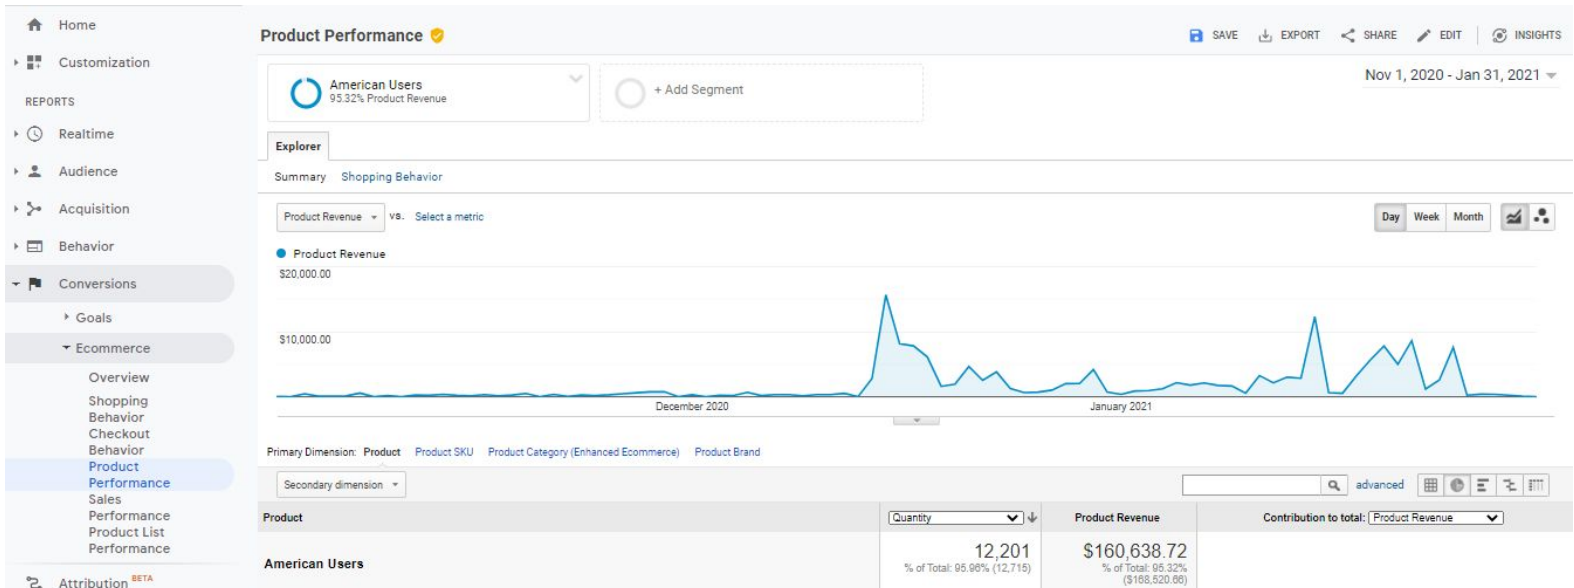 Home
Customization
REPORTS
Realtime
Audience
Acquisition
Behavior
Conversions
Goals
Ecommerce
Overview
Shopping
Behavior
Checkout
Behavior
Product
Performance
Sales
Performance
Product List
Performance
Attribution BETA
Product Performance
SAVE EXPORT SHARE EDIT INSIGHTS
American Users
95.32% Product Revenue
+ Add Segment
Nov 1, 2020 - Jan 31, 2021
Explorer
Summary Shopping Behavior
Product Revenue VS. Select a metric
Day Week Month
Product Revenue
$20,000.00
$10,000.00
December 2020 January 2021
Primary Dimension: Product Product SKU Product Category (Enhanced Ecommerce) Product Brand
Secondary dimension
advanced
Product Quantity Product Revenue Contribution to total: Product Revenue
American Users
12,201
% of Total: 95.96% (12,715)
$160,638.72
% of Total: 95.32%
($168,520.66)